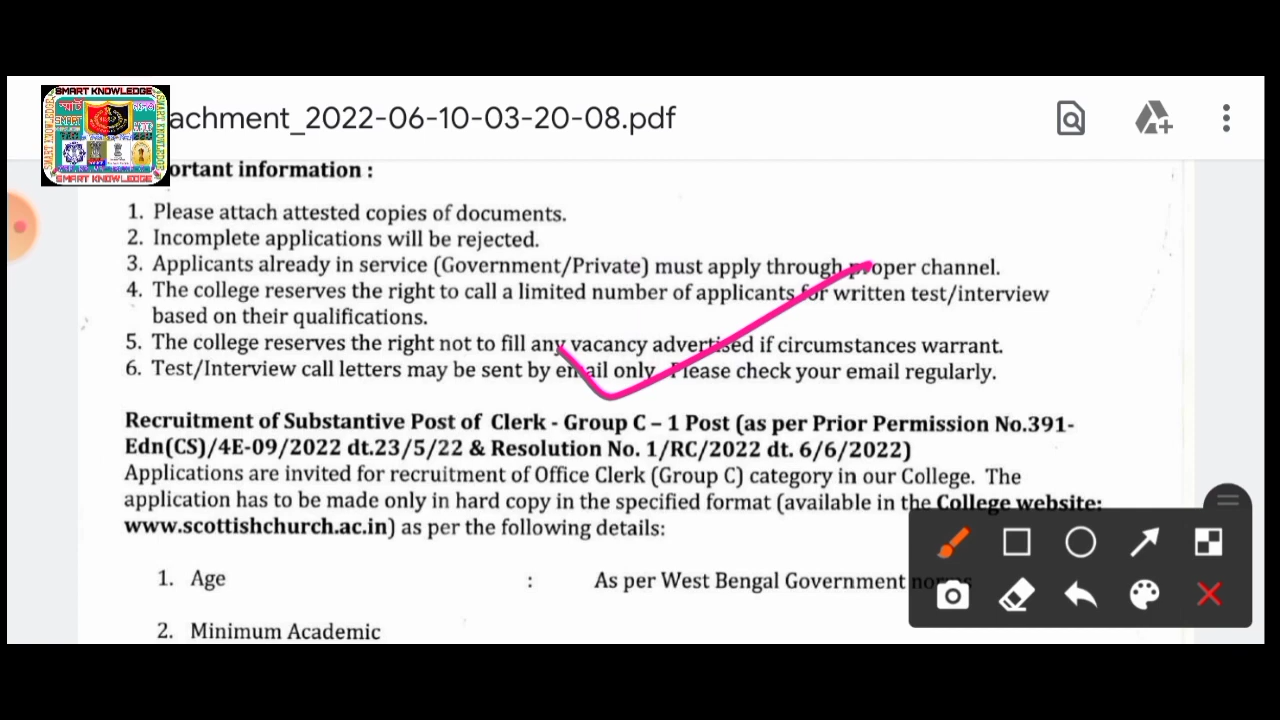 SMART KNOWLEDGE
স্মার্ট
SMART
SMART KNOWLEDGE
achment_2022-06-10-03-20-08.pdf
ortant information :
1. Please attach attested copies of documents.
2. Incomplete applications will be rejected.
3. Applicants already in service (Government/Private) must apply through proper channel.
4. The college reserves the right to call a limited number of applicants for written test/interview
based on their qualifications.
5. The college reserves the right not to fill any vacancy advertised if circumstances warrant.
6. Test/Interview call letters may be sent by email only. Please check your email regularly.
Recruitment of Substantive Post of Clerk - Group C – 1 Post (as per Prior Permission No.391-
Edn(CS)/4E-09/2022 dt.23/5/22 & Resolution No. 1/RC/2022 dt. 6/6/2022)
Applications are invited for recruitment of Office Clerk (Group C) category in our College. The
application has to be made only in hard copy in the specified format (available in the College website:
www.scottishchurch.ac.in) as per the following details:
1. Age : As per West Bengal Government norms
2. Minimum Academic